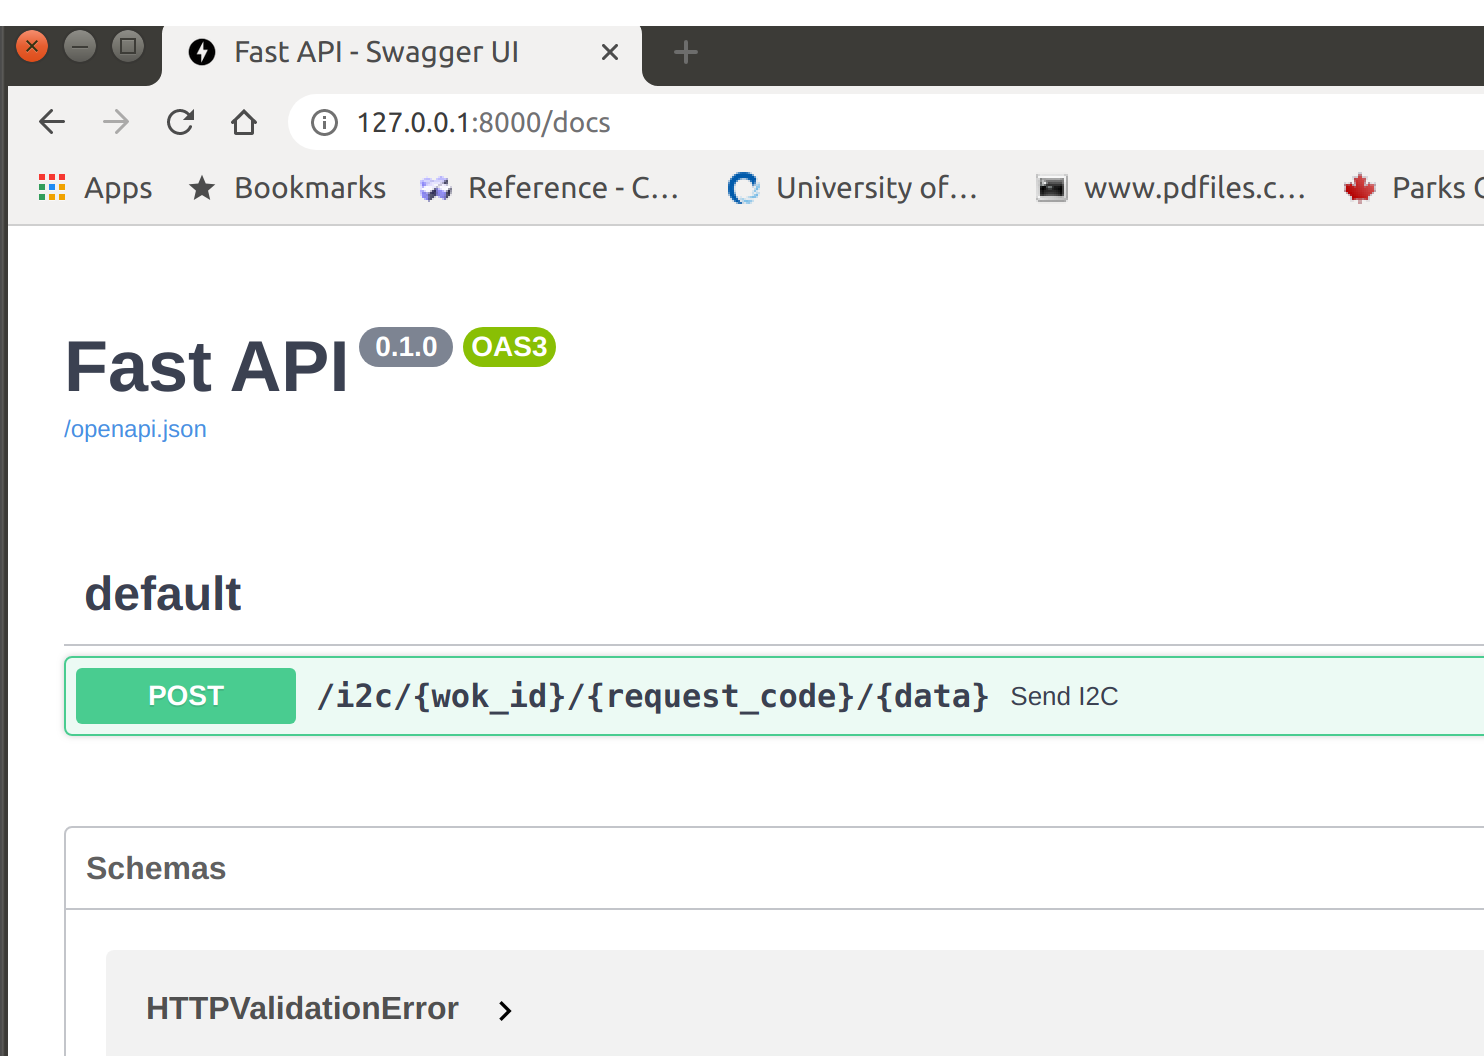 Fast API - Swagger UI
127.0.0.1:8000/docs
Apps Bookmarks Reference - C... University of... www.pdfiles.c... Parks
Fast API 0.1.0 OAS3
/openapi.json
default
POST /i2c/{wok_id}/{request_code}/{data} Send I2C
Schemas
HTTPValidationError